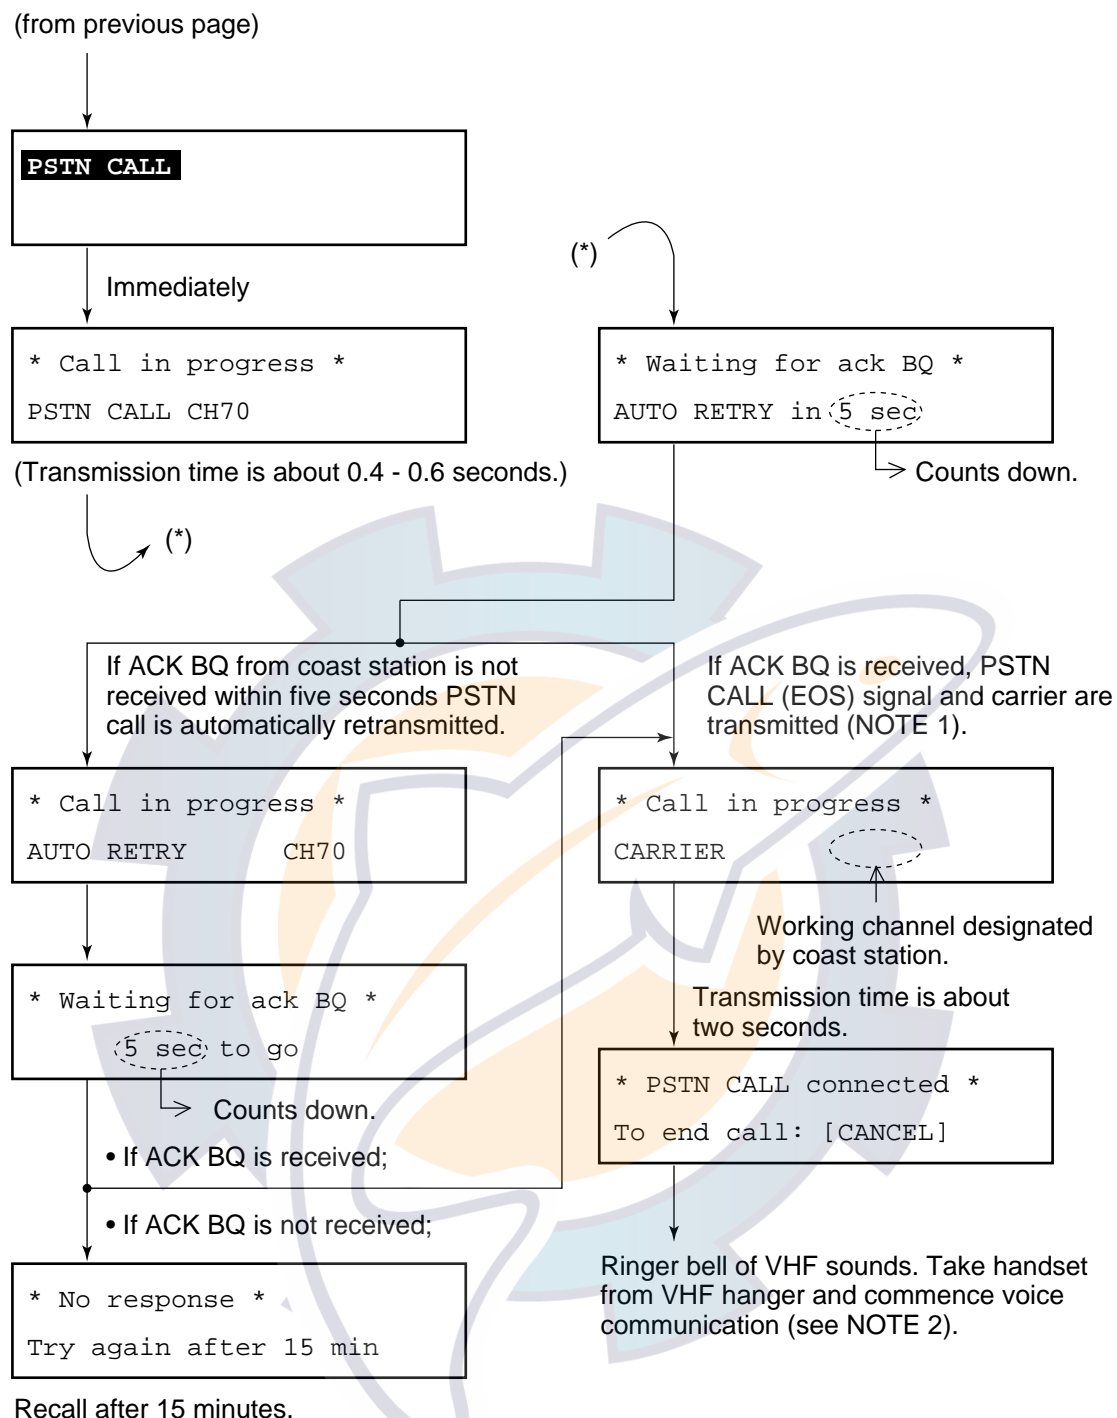 (from previous page)
PSTN CALL
Immediately
* Call in progress *
PSTN CALL CH70
(Transmission time is about 0.4 - 0.6 seconds.)
(*)
(*)
* Waiting for ack BQ *
AUTO RETRY in 5 sec
Counts down.
If ACK BQ from coast station is not
received within five seconds PSTN
call is automatically retransmitted.
* Call in progress *
AUTO RETRY CH70
* Waiting for ack BQ *
5 sec to go
Counts down.
• If ACK BQ is received;
• If ACK BQ is not received;
* No response *
Try again after 15 min
Recall after 15 minutes.
If ACK BQ is received, PSTN
CALL (EOS) signal and carrier are
transmitted (NOTE 1).
* Call in progress *
CARRIER
Working channel designated
by coast station.
Transmission time is about
two seconds.
* PSTN CALL connected *
To end call: [CANCEL]
Ringer bell of VHF sounds. Take handset
from VHF hanger and commence voice
communication (see NOTE 2).